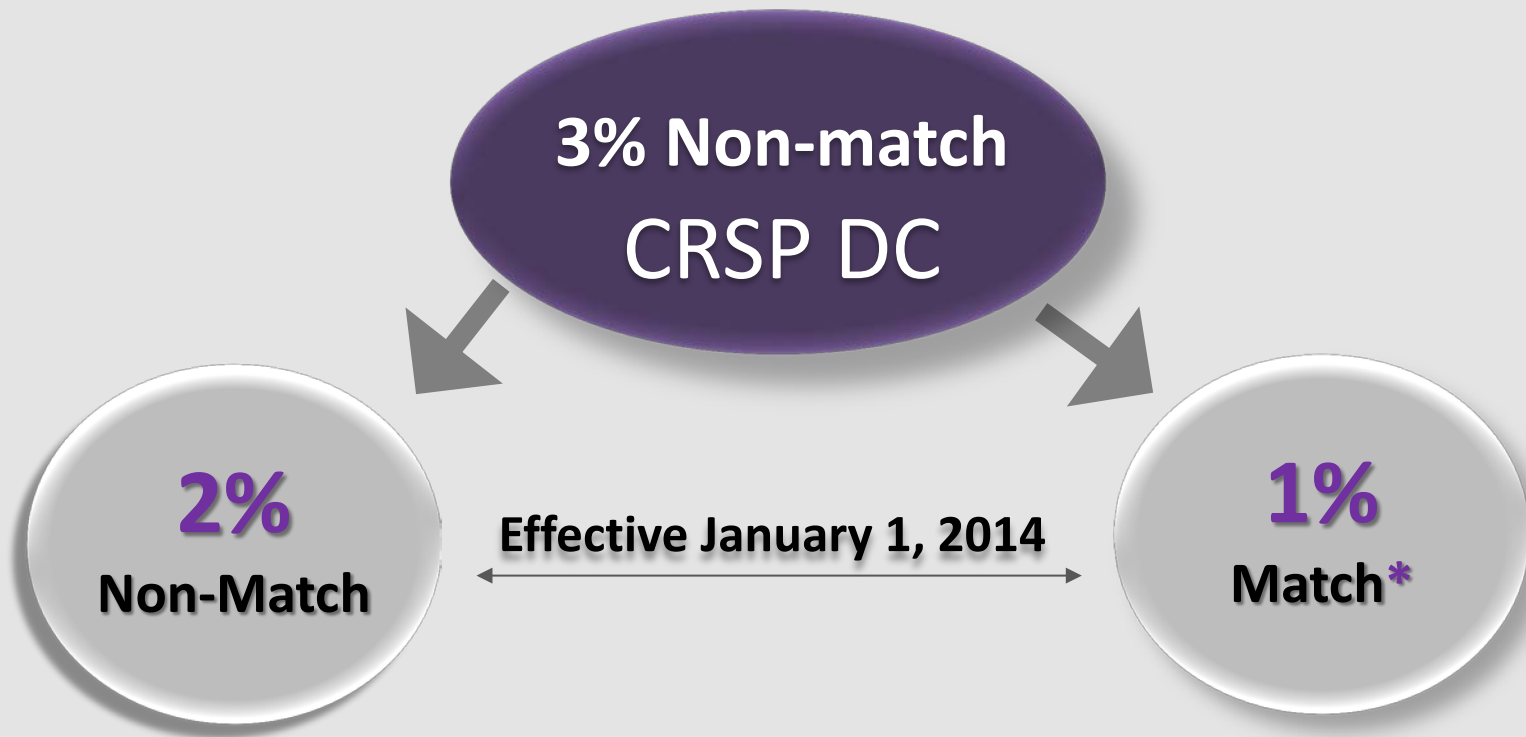 3% Non-match
CRSP DC
2%
Non-Match
Effective January 1, 2014
1%
Match*